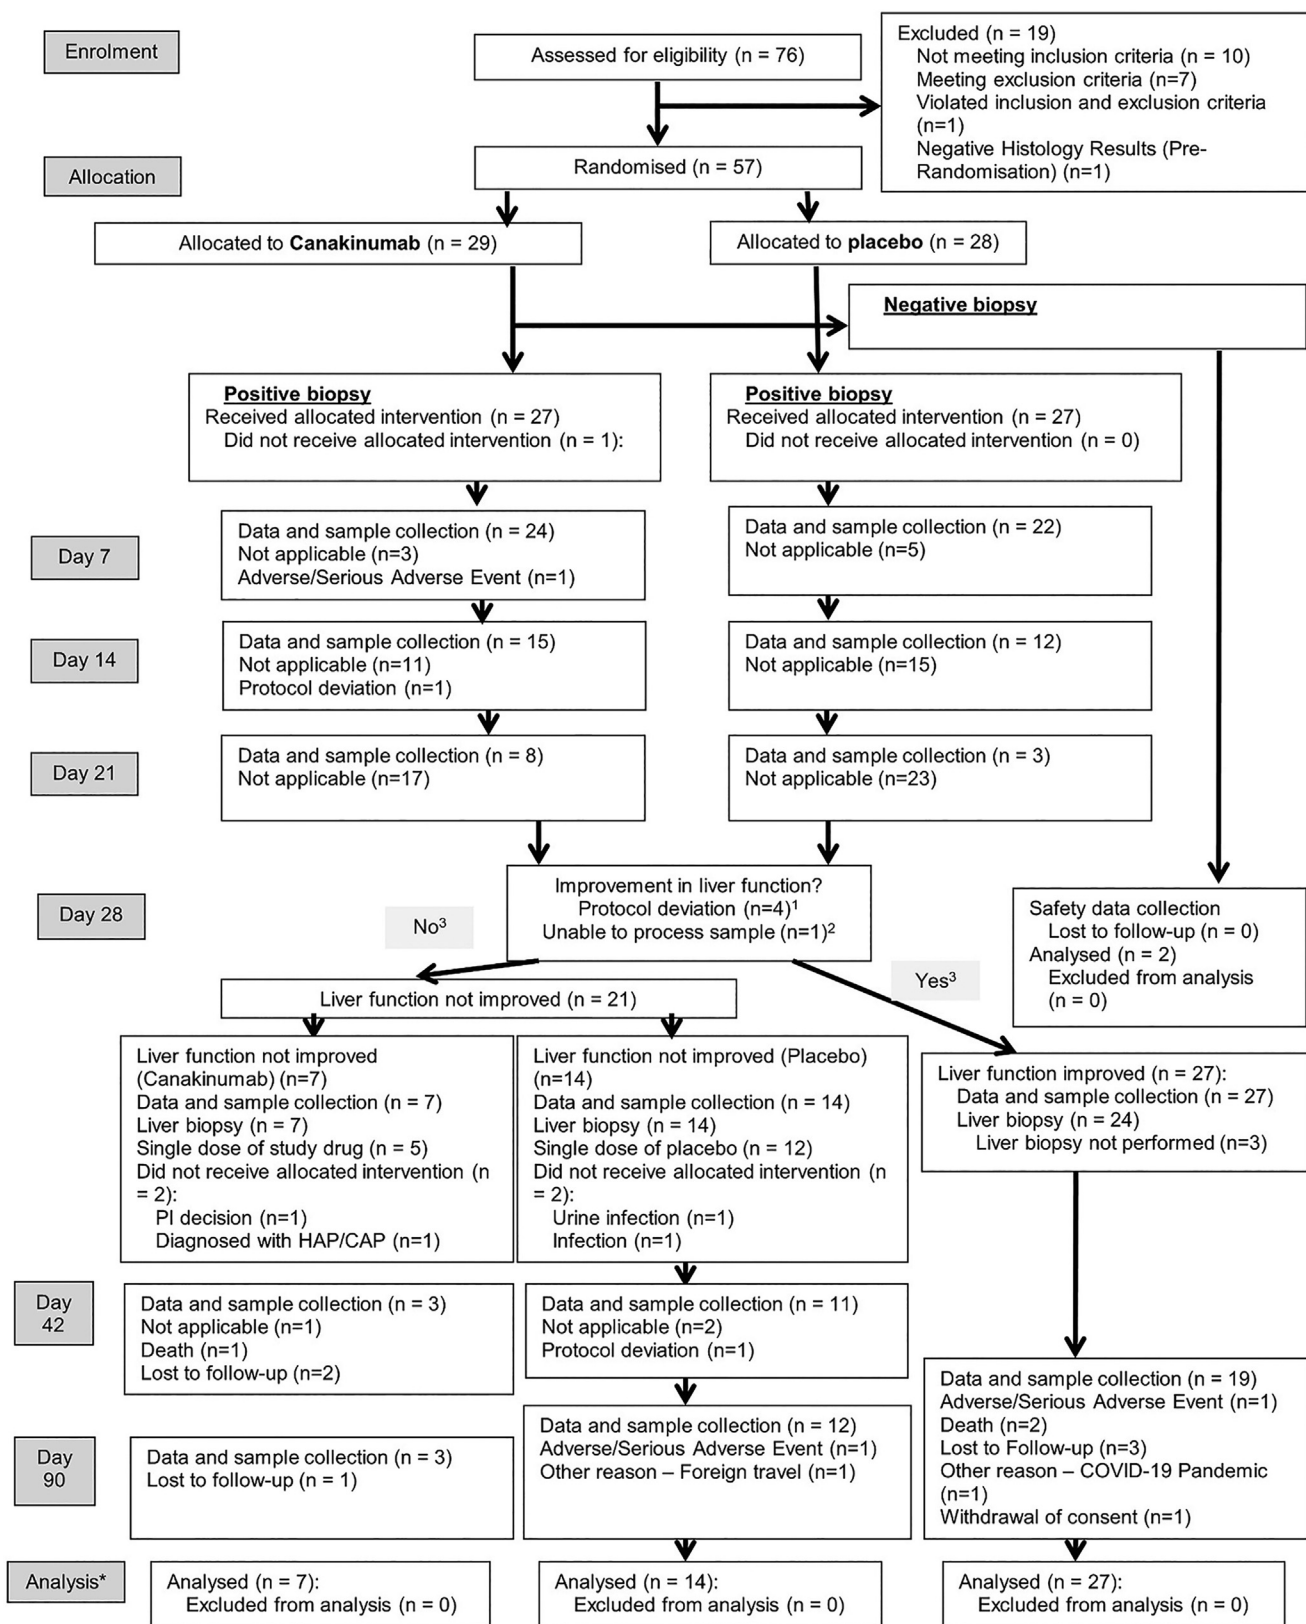 Enrolment
Assessed for eligibility (n = 76)
Excluded (n = 19)
Not meeting inclusion criteria (n = 10)
Meeting exclusion criteria (n=7)
Violated inclusion and exclusion criteria
(n=1)
Negative Histology Results (Pre-
Randomisation) (n=1)
Allocation
Randomised (n = 57)
Allocated to Canakinumab (n = 29)
Allocated to placebo (n = 28)
Negative biopsy
Positive biopsy
Received allocated intervention (n = 27)
Did not receive allocated intervention (n = 1):
Positive biopsy
Received allocated intervention (n = 27)
Did not receive allocated intervention (n = 0)
Day 7
Data and sample collection (n = 24)
Not applicable (n=3)
Adverse/Serious Adverse Event (n=1)
Data and sample collection (n = 22)
Not applicable (n=5)
Day 14
Data and sample collection (n = 15)
Not applicable (n=11)
Protocol deviation (n=1)
Data and sample collection (n = 12)
Not applicable (n=15)
Day 21
Data and sample collection (n = 8)
Not applicable (n=17)
Data and sample collection (n = 3)
Not applicable (n=23)
Day 28
Improvement in liver function?
Protocol deviation (n=4)¹
Unable to process sample (n=1)²
No³
Yes³
Safety data collection
Lost to follow-up (n = 0)
Analysed (n = 2)
Excluded from analysis
(n = 0)
Liver function not improved (n = 21)
Liver function not improved
(Canakinumab) (n=7)
Data and sample collection (n = 7)
Liver biopsy (n = 7)
Single dose of study drug (n = 5)
Did not receive allocated intervention (n
= 2):
PI decision (n=1)
Diagnosed with HAP/CAP (n=1)
Liver function not improved (Placebo)
(n=14)
Data and sample collection (n = 14)
Liver biopsy (n = 14)
Single dose of placebo (n = 12)
Did not receive allocated intervention (n
= 2):
Urine infection (n=1)
Infection (n=1)
Liver function improved (n = 27):
Data and sample collection (n = 27)
Liver biopsy (n = 24)
Liver biopsy not performed (n=3)
Day
42
Data and sample collection (n = 3)
Not applicable (n=1)
Death (n=1)
Lost to follow-up (n=2)
Data and sample collection (n = 11)
Not applicable (n=2)
Protocol deviation (n=1)
Day
90
Data and sample collection (n = 3)
Lost to follow-up (n = 1)
Data and sample collection (n = 12)
Adverse/Serious Adverse Event (n=1)
Other reason – Foreign travel (n=1)
Data and sample collection (n = 19)
Adverse/Serious Adverse Event (n=1)
Death (n=2)
Lost to Follow-up (n=3)
Other reason – COVID-19 Pandemic
(n=1)
Withdrawal of consent (n=1)
Analysis*
Analysed (n = 7):
Excluded from analysis (n = 0)
Analysed (n = 14):
Excluded from analysis (n = 0)
Analysed (n = 27):
Excluded from analysis (n = 0)